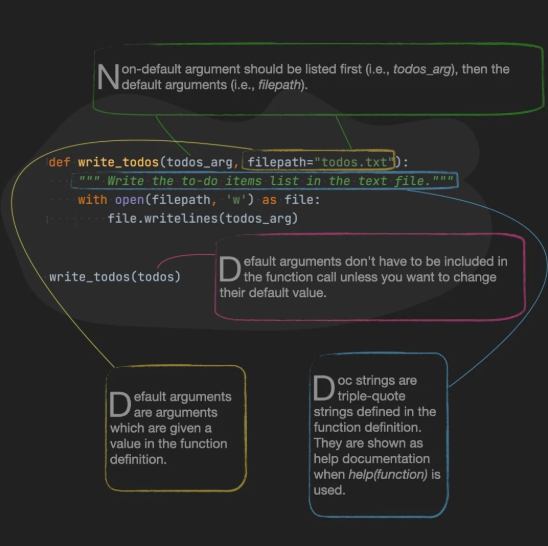 Non-default argument should be listed first (i.e., todos_arg), then the
default arguments (i.e., filepath).
def write_todos(todos_arg, filepath="todos.txt"):
""" Write the to-do items list in the text file."""
with open(filepath, 'w') as file:
file.writelines(todos_arg)
write_todos(todos)
Default arguments don't have to be included in
the function call unless you want to change
their default value.
Default arguments
are arguments
which are given a
value in the function
definition.
Doc strings are
triple-quote
strings defined in the
function definition.
They are shown as
help documentation
when help(function) is
used.